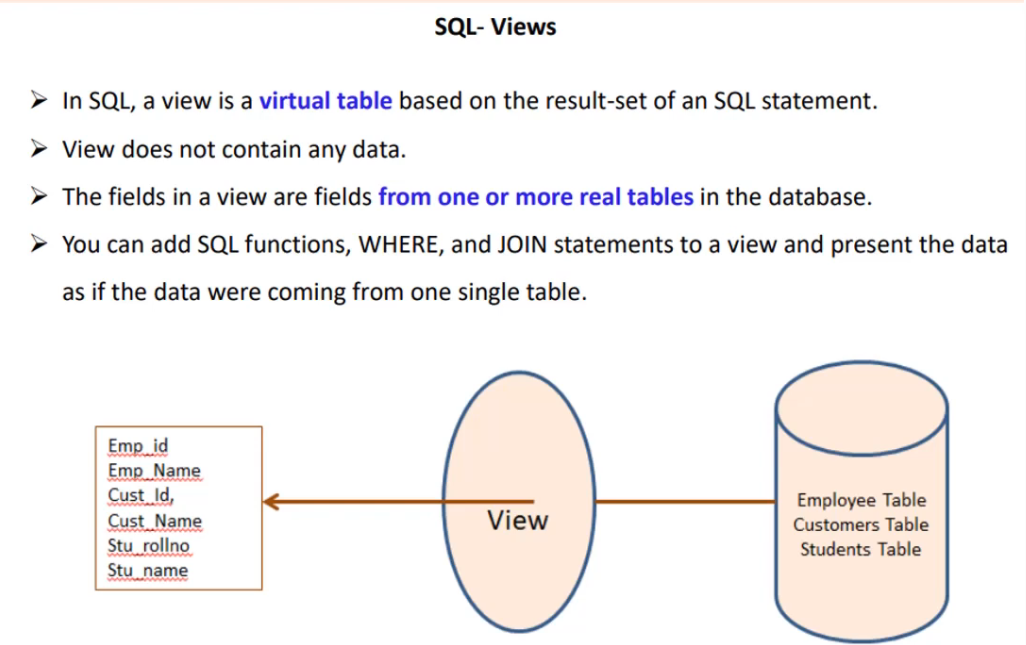 SQL- Views
➢ In SQL, a view is a virtual table based on the result-set of an SQL statement.
➢ View does not contain any data.
➢ The fields in a view are fields from one or more real tables in the database.
➢ You can add SQL functions, WHERE, and JOIN statements to a view and present the data
as if the data were coming from one single table.
Emp_id
Emp_Name
Cust_Id,
Cust_Name
Stu_rollno
Stu_name
View
Employee Table
Customers Table
Students Table